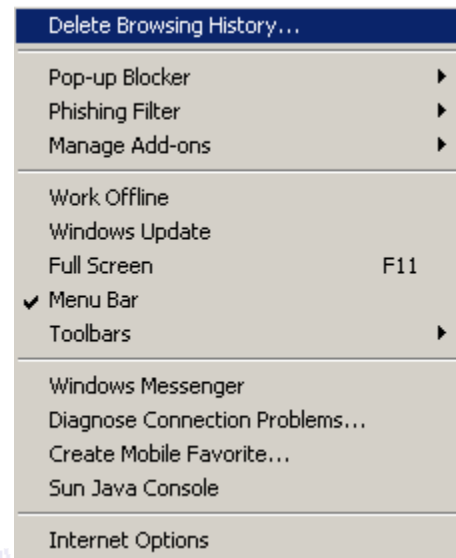 Delete Browsing History...
Pop-up Blocker
Phishing Filter
Manage Add-ons
Work Offline
Windows Update
Full Screen F11
Menu Bar
Toolbars
Windows Messenger
Diagnose Connection Problems...
Create Mobile Favorite...
Sun Java Console
Internet Options